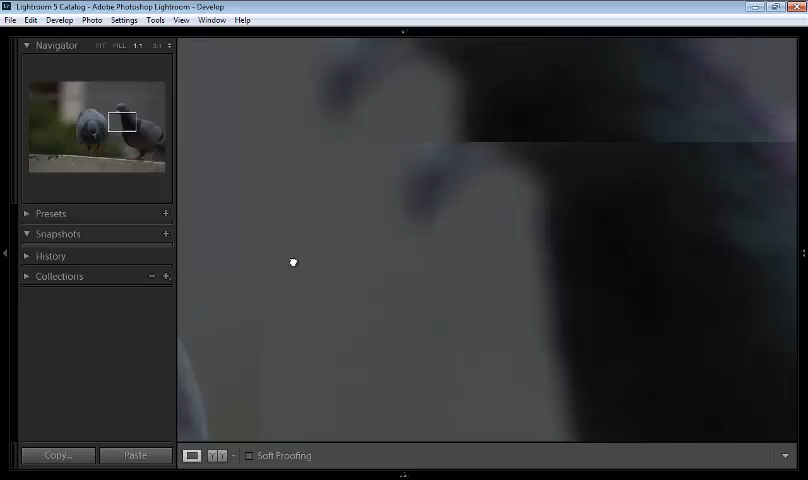 Lightroom 5 Catalog - Adobe Photoshop Lightroom - Develop
File Edit Develop Photo Settings Tools View Window Help
Navigator FIT FILL 1:1 3:1
Presets
Snapshots
History
Collections
Copy... Paste Y Y Soft Proofing